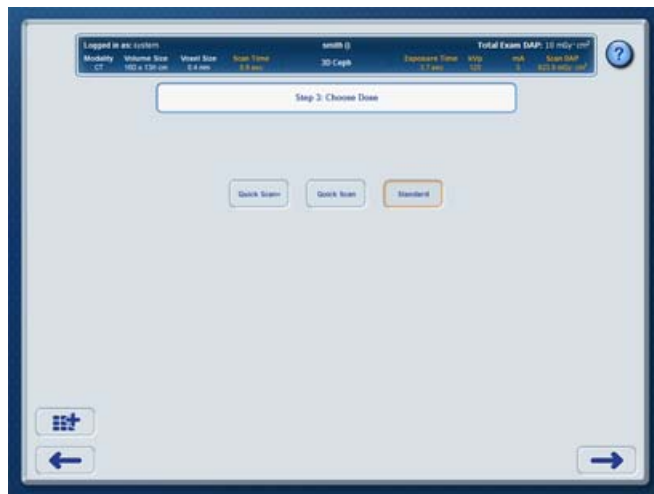 Logged in as: system
smith ()
Total Exam DAP: 10 mGy·cm²
Modality
Volume Size
Voxel Size
Scan Time
3D Ceph
Exposure Time
kVp
mA
Scan DAP
CT
0.4 mm
120
5
?
Step 3: Choose Dose
Quick Scan+
Quick Scan
Standard